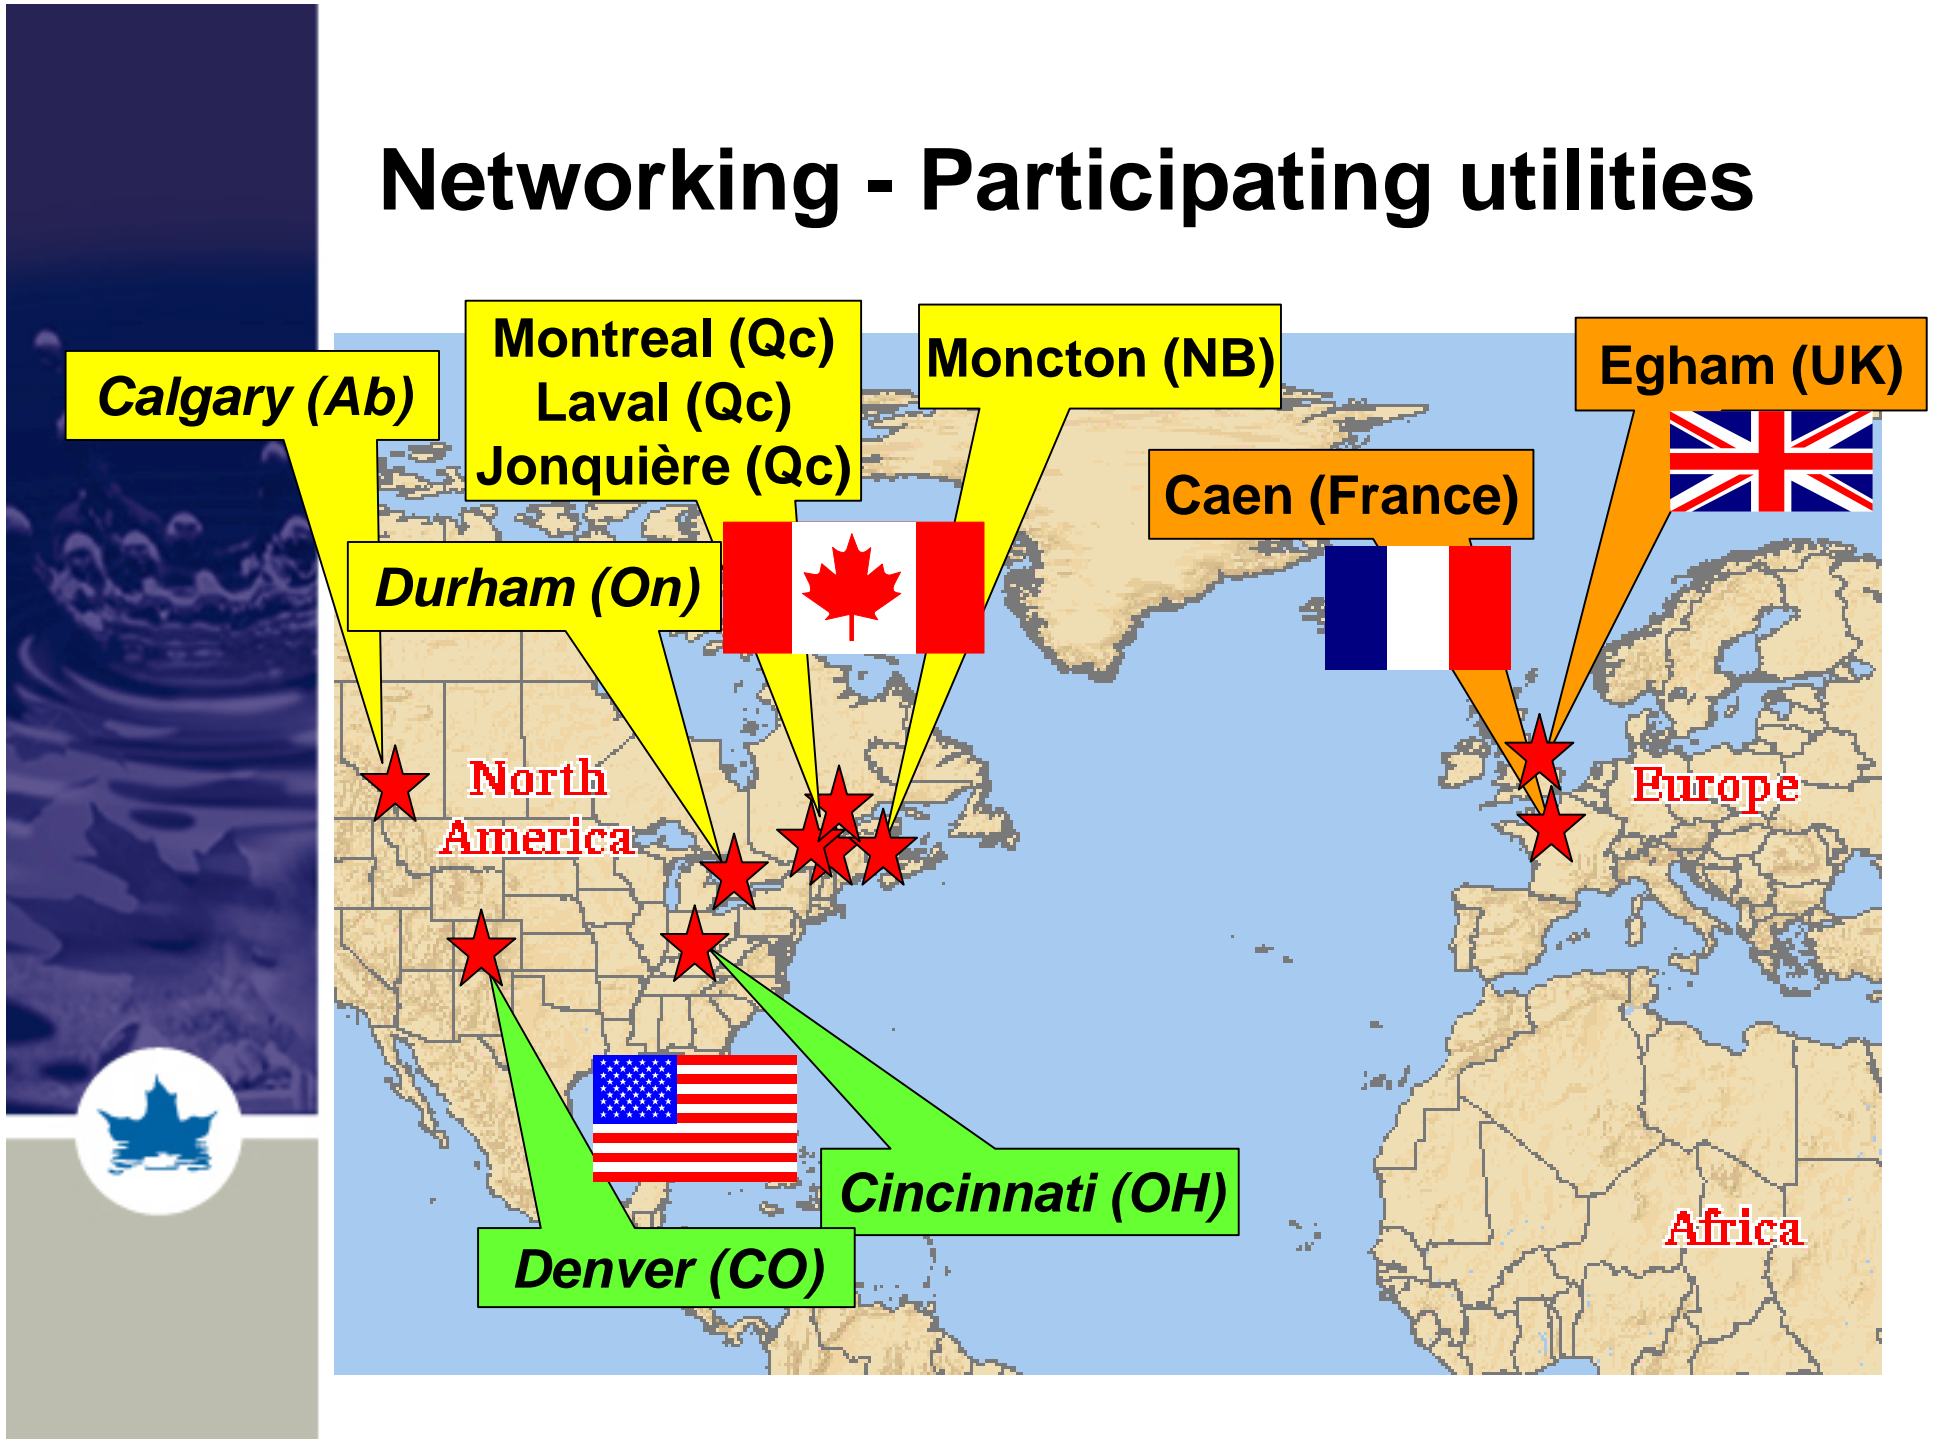 Networking - Participating utilities
Montreal (Qc)
Laval (Qc)
Jonquière (Qc)
Moncton (NB)
Egham (UK)
Calgary (Ab)
Caen (France)
Durham (On)
North
America
Europe
Cincinnati (OH)
Africa
Denver (CO)